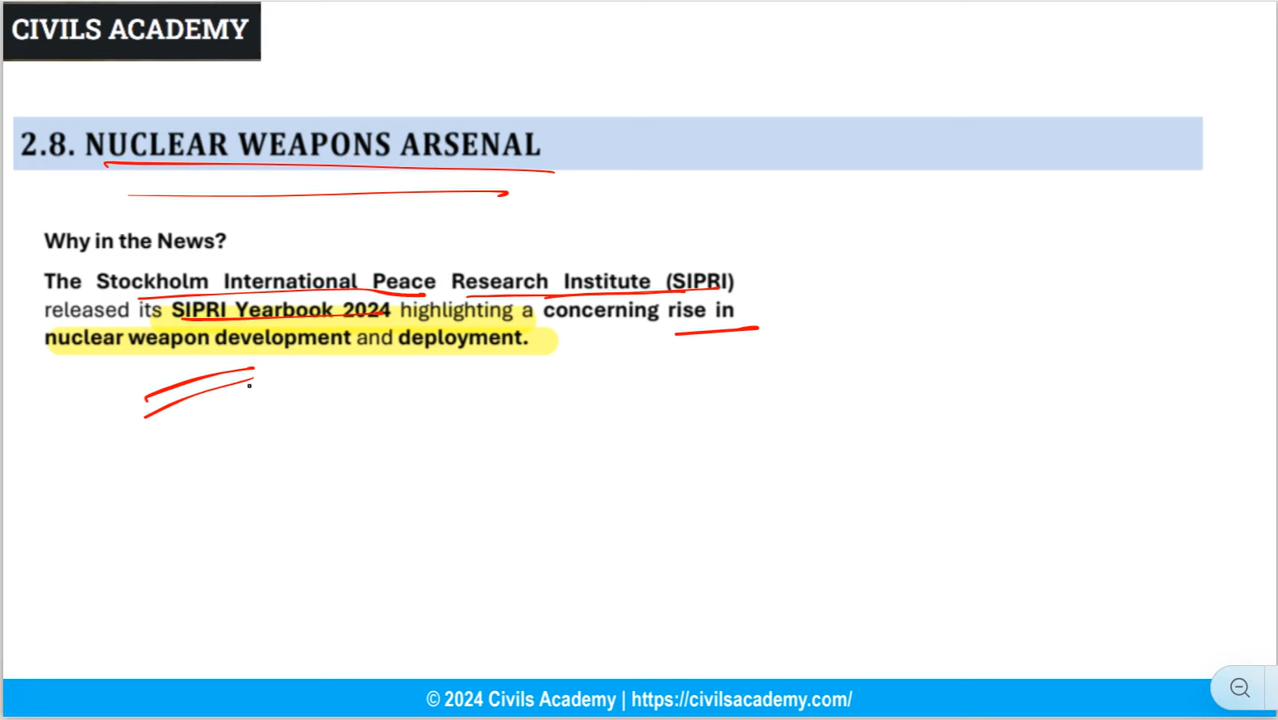 CIVILS ACADEMY
2.8. NUCLEAR WEAPONS ARSENAL
Why in the News?
The Stockholm International Peace Research Institute (SIPRI)
released its SIPRI Yearbook 2024 highlighting a concerning rise in
nuclear weapon development and deployment.
© 2024 Civils Academy | https://civilsacademy.com/